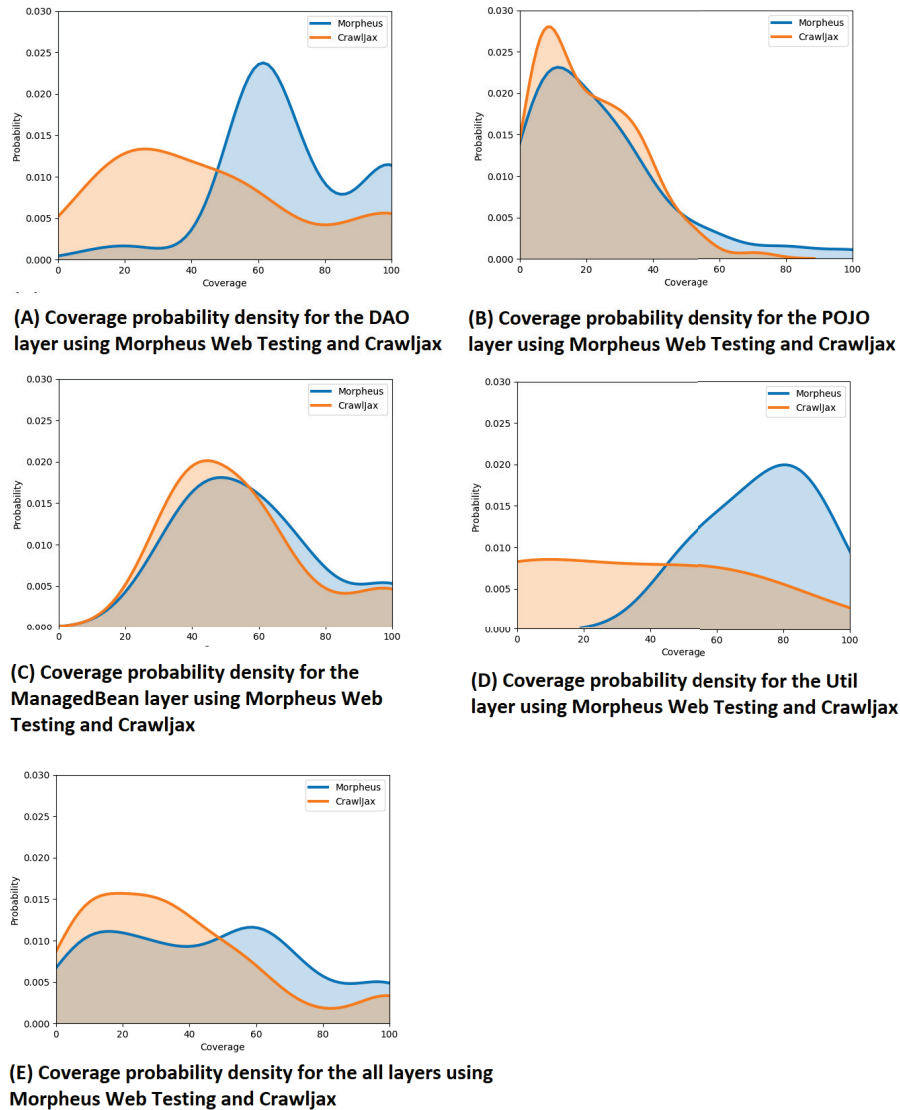 0.030
0.025
0.020
0.015
0.010
0.005
0.000
Probability
0 20 40 60 80 100
Coverage
Morpheus
CrawlJax
(A) Coverage probability density for the DAO
layer using Morpheus Web Testing and Crawljax
0.030
0.025
0.020
0.015
0.010
0.005
0.000
Probability
0 20 40 60 80 100
Coverage
Morpheus
CrawlJax
(B) Coverage probability density for the POJO
layer using Morpheus Web Testing and Crawljax
0.030
0.025
0.020
0.015
0.010
0.005
0.000
Probability
0 20 40 60 80 100
Morpheus
CrawlJax
(C) Coverage probability density for the
ManagedBean layer using Morpheus Web
Testing and Crawljax
0.030
0.025
0.020
0.015
0.010
0.005
0.000
Probability
0 20 40 60 80 100
Coverage
Morpheus
CrawlJax
(D) Coverage probability density for the Util
layer using Morpheus Web Testing and Crawljax
0.030
0.025
0.020
0.015
0.010
0.005
0.000
Probability
0 20 40 60 80 100
Coverage
Morpheus
CrawlJax
(E) Coverage probability density for the all layers using
Morpheus Web Testing and Crawljax